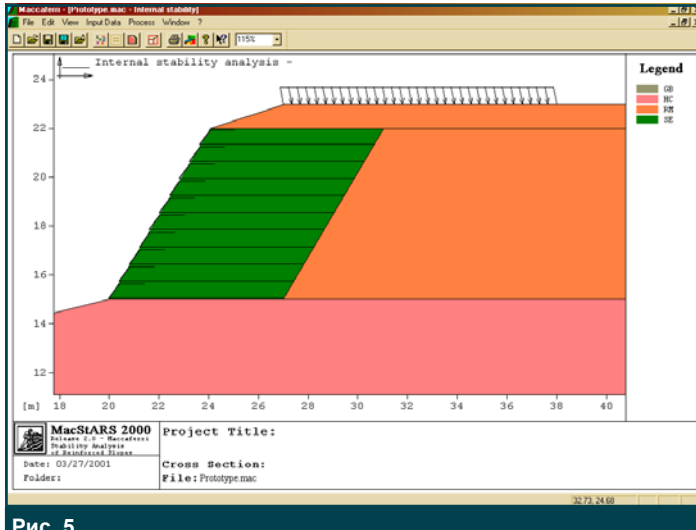 Maccaferri - [Prototype.mac - Internal stability]
File Edit View Input Data Process Window ?
115%
Internal stability analysis -
Legend
GB
MC
RM
SE
24
22
20
18
16
14
12
[m] 18 20 22 24 26 28 30 32 34 36 38 40
MacStARS 2000
Release 2.0 - Maccaferri
Stability Analysis
of Reinforced Slopes
Date: 03/27/2001
Folder:
Project Title:
Cross Section:
File: Prototype.mac
32.73, 24.68
Рис. 5